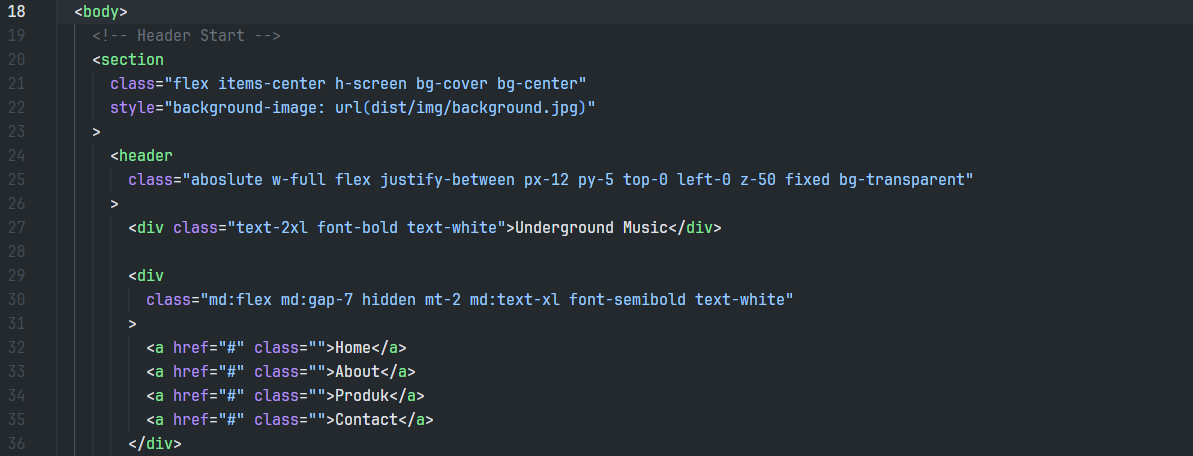 18 <body>
19 <!-- Header Start -->
20 <section
21 class="flex items-center h-screen bg-cover bg-center"
22 style="background-image: url(dist/img/background.jpg)"
23 >
24 <header
25 class="aboslute w-full flex justify-between px-12 py-5 top-0 left-0 z-50 fixed bg-transparent"
26 >
27 <div class="text-2xl font-bold text-white">Underground Music</div>
28
29 <div
30 class="md:flex md:gap-7 hidden mt-2 md:text-xl font-semibold text-white"
31 >
32 <a href="#" class="">Home</a>
33 <a href="#" class="">About</a>
34 <a href="#" class="">Produk</a>
35 <a href="#" class="">Contact</a>
36 </div>